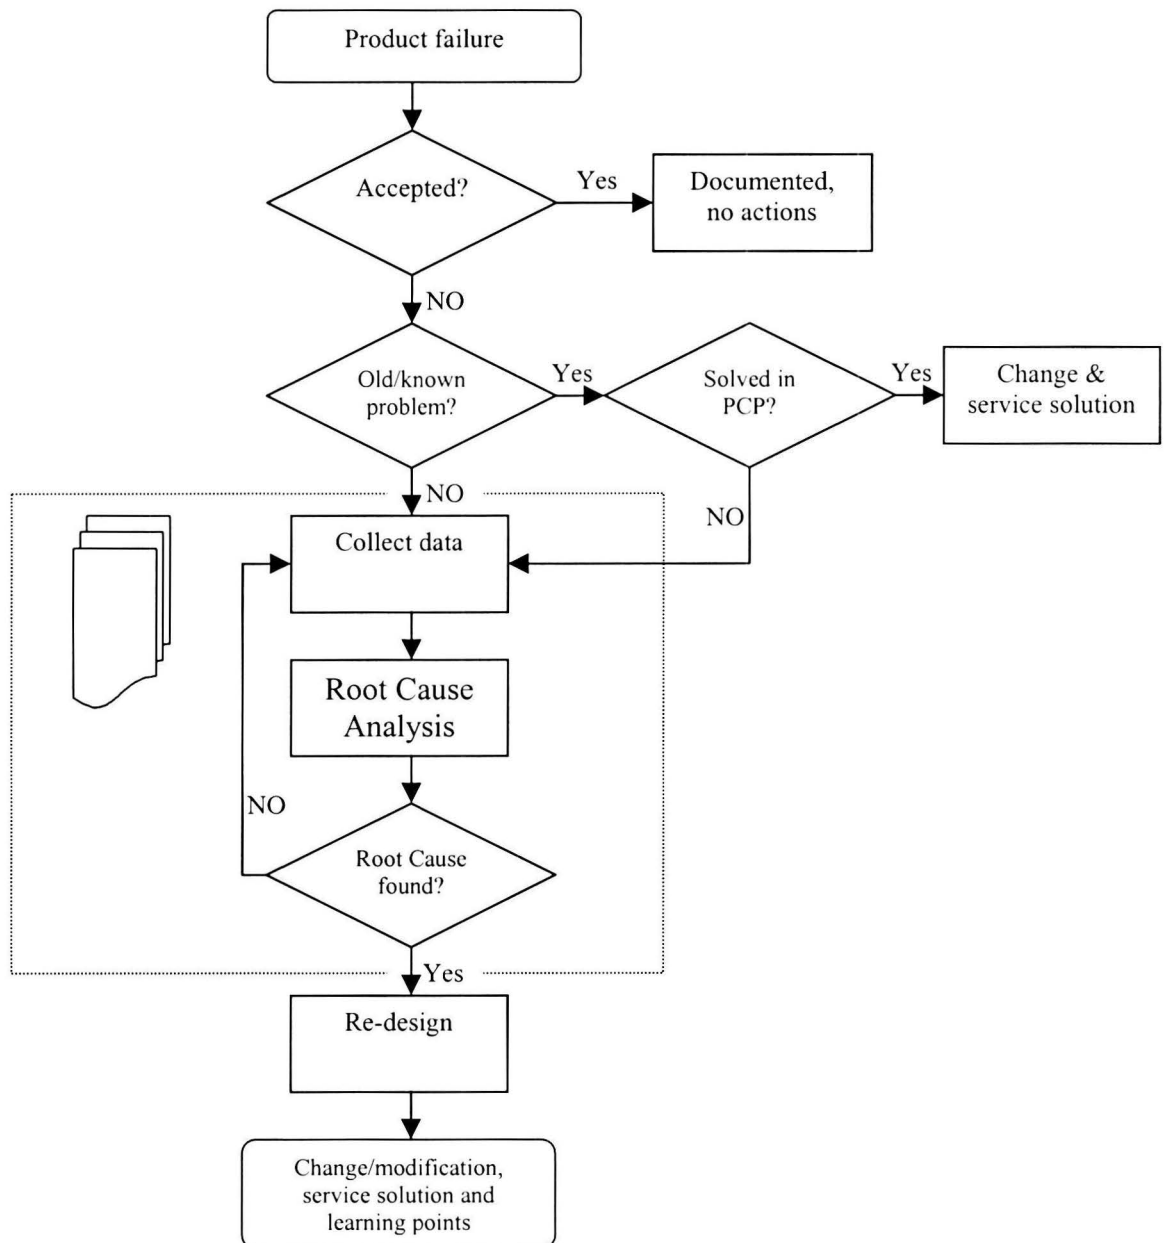 Product failure
Accepted?
Yes
Documented,
no actions
NO
Old/known
problem?
Yes
Solved in
PCP?
Yes
Change &
service solution
NO
NO
Collect data
Root Cause
Analysis
NO
Root Cause
found?
Yes
Re-design
Change/modification,
service solution and
learning points